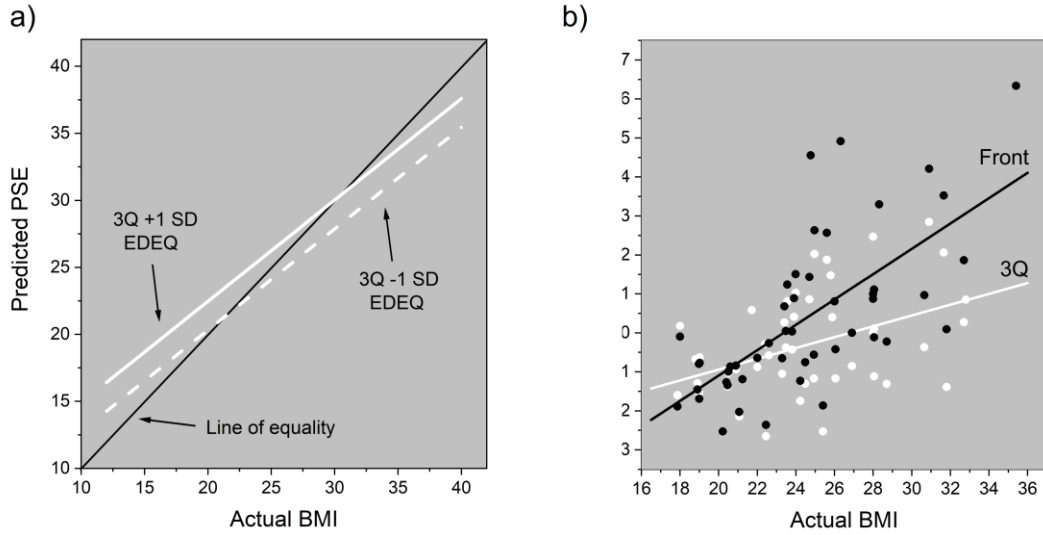 a)
40
35
30
25
20
15
10
Predicted PSE
3Q +1 SD
EDEQ
3Q -1 SD
EDEQ
Line of equality
10 15 20 25 30 35 40
Actual BMI
b)
7
6
5
4
3
2
1
0
1
2
3
Front
3Q
16 18 20 22 24 26 28 30 32 34 36
Actual BMI